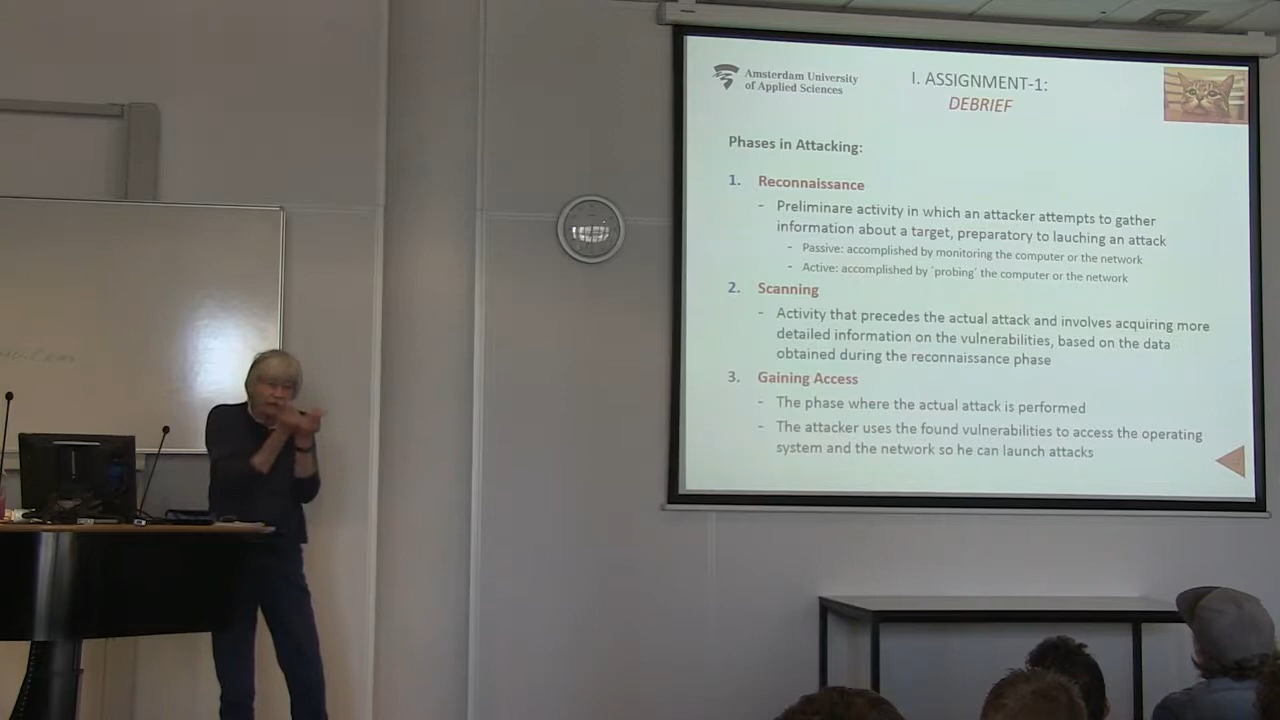 Amsterdam University
of Applied Sciences
I. ASSIGNMENT-1:
DEBRIEF
Phases in Attacking:
1. Reconnaissance
- Preliminare activity in which an attacker attempts to gather
information about a target, preparatory to lauching an attack
- Passive: accomplished by monitoring the computer or the network
- Active: accomplished by ´probing´ the computer or the network
2. Scanning
- Activity that precedes the actual attack and involves acquiring more
detailed information on the vulnerabilities, based on the data
obtained during the reconnaissance phase
3. Gaining Access
- The phase where the actual attack is performed
- The attacker uses the found vulnerabilities to access the operating
system and the network so he can launch attacks